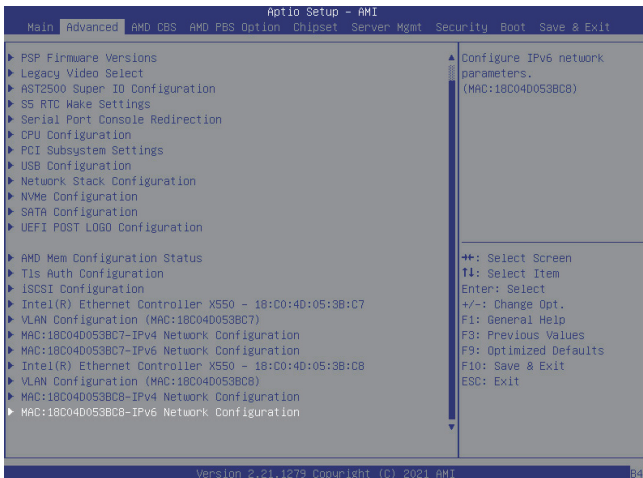 Aptio Setup - AMI
Main Advanced AMD CBS AMD PBS Option Chipset Server Mgmt Security Boot Save & Exit
PSP Firmware Versions
Legacy Video Select
AST2500 Super IO Configuration
S5 RTC Wake Settings
Serial Port Console Redirection
CPU Configuration
PCI Subsystem Settings
USB Configuration
Network Stack Configuration
NVMe Configuration
SATA Configuration
UEFI POST LOGO Configuration
AMD Mem Configuration Status
Tls Auth Configuration
iSCSI Configuration
Intel(R) Ethernet Controller X550 - 18:C0:4D:05:3B:C7
VLAN Configuration (MAC:18C04D053BC7)
MAC:18C04D053BC7-IPv4 Network Configuration
MAC:18C04D053BC7-IPv6 Network Configuration
Intel(R) Ethernet Controller X550 - 18:C0:4D:05:3B:C8
VLAN Configuration (MAC:18C04D053BC8)
MAC:18C04D053BC8-IPv4 Network Configuration
MAC:18C04D053BC8-IPv6 Network Configuration
Configure IPv6 network
parameters.
(MAC:18C04D053BC8)
→←: Select Screen
↑↓: Select Item
Enter: Select
+/-: Change Opt.
F1: General Help
F3: Previous Values
F9: Optimized Defaults
F10: Save & Exit
ESC: Exit
Version 2.21.1279 Copyright (C) 2021 AMI
B4